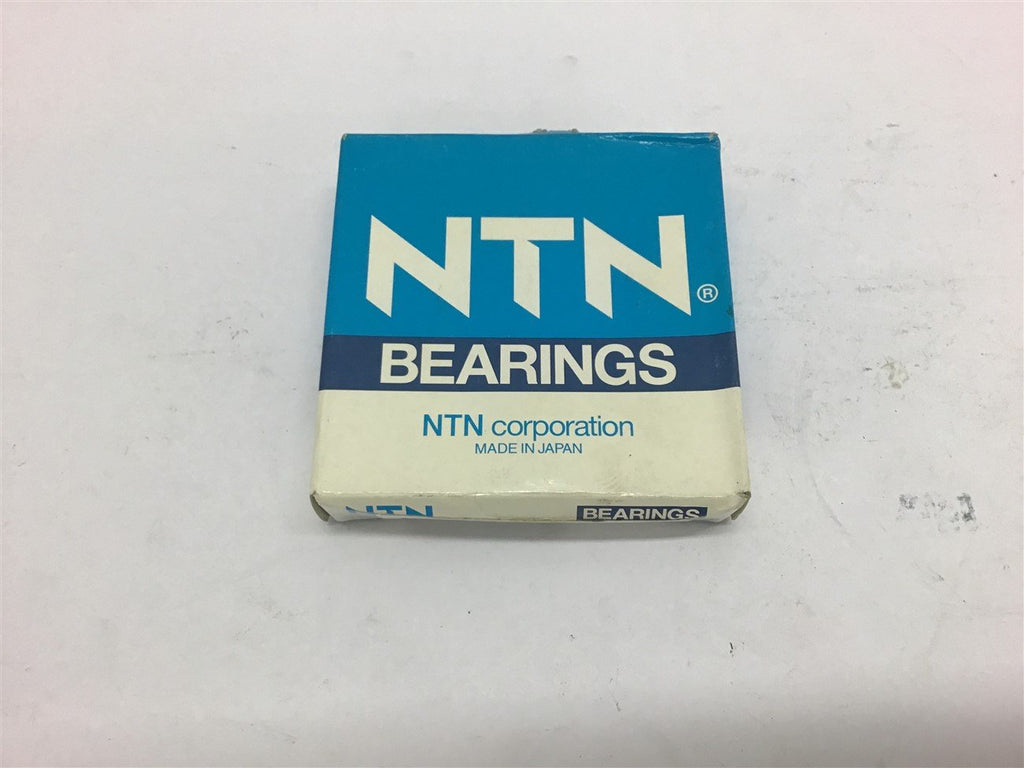 NTN®
BEARINGS
NTN corporation
MADE IN JAPAN
NTN BEARINGS